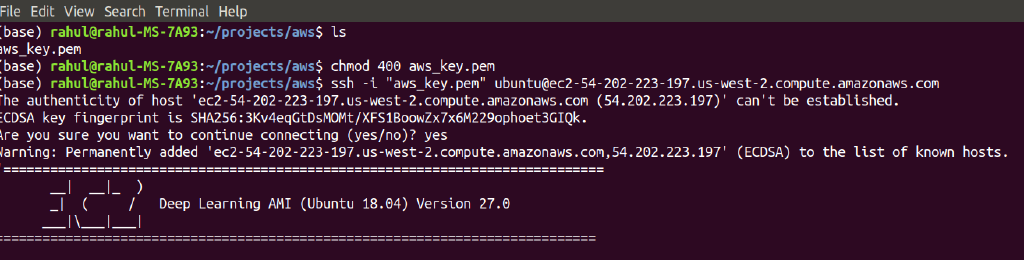 File Edit View Search Terminal Help
(base) rahul@rahul-MS-7A93:~/projects/aws$ ls
aws_key.pem
(base) rahul@rahul-MS-7A93:~/projects/aws$ chmod 400 aws_key.pem
(base) rahul@rahul-MS-7A93:~/projects/aws$ ssh -i "aws_key.pem" ubuntu@ec2-54-202-223-197.us-west-2.compute.amazonaws.com
The authenticity of host 'ec2-54-202-223-197.us-west-2.compute.amazonaws.com (54.202.223.197)' can't be established.
ECDSA key fingerprint is SHA256:3Kv4eqGtDsMOMt/XFS1BoowZx7x6M229ophoet3GIQk.
Are you sure you want to continue connecting (yes/no)? yes
Warning: Permanently added 'ec2-54-202-223-197.us-west-2.compute.amazonaws.com,54.202.223.197' (ECDSA) to the list of known hosts.
=============================================================================
       __|  __|_  )
       _|  (     /   Deep Learning AMI (Ubuntu 18.04) Version 27.0
      ___|\___|___|
=============================================================================